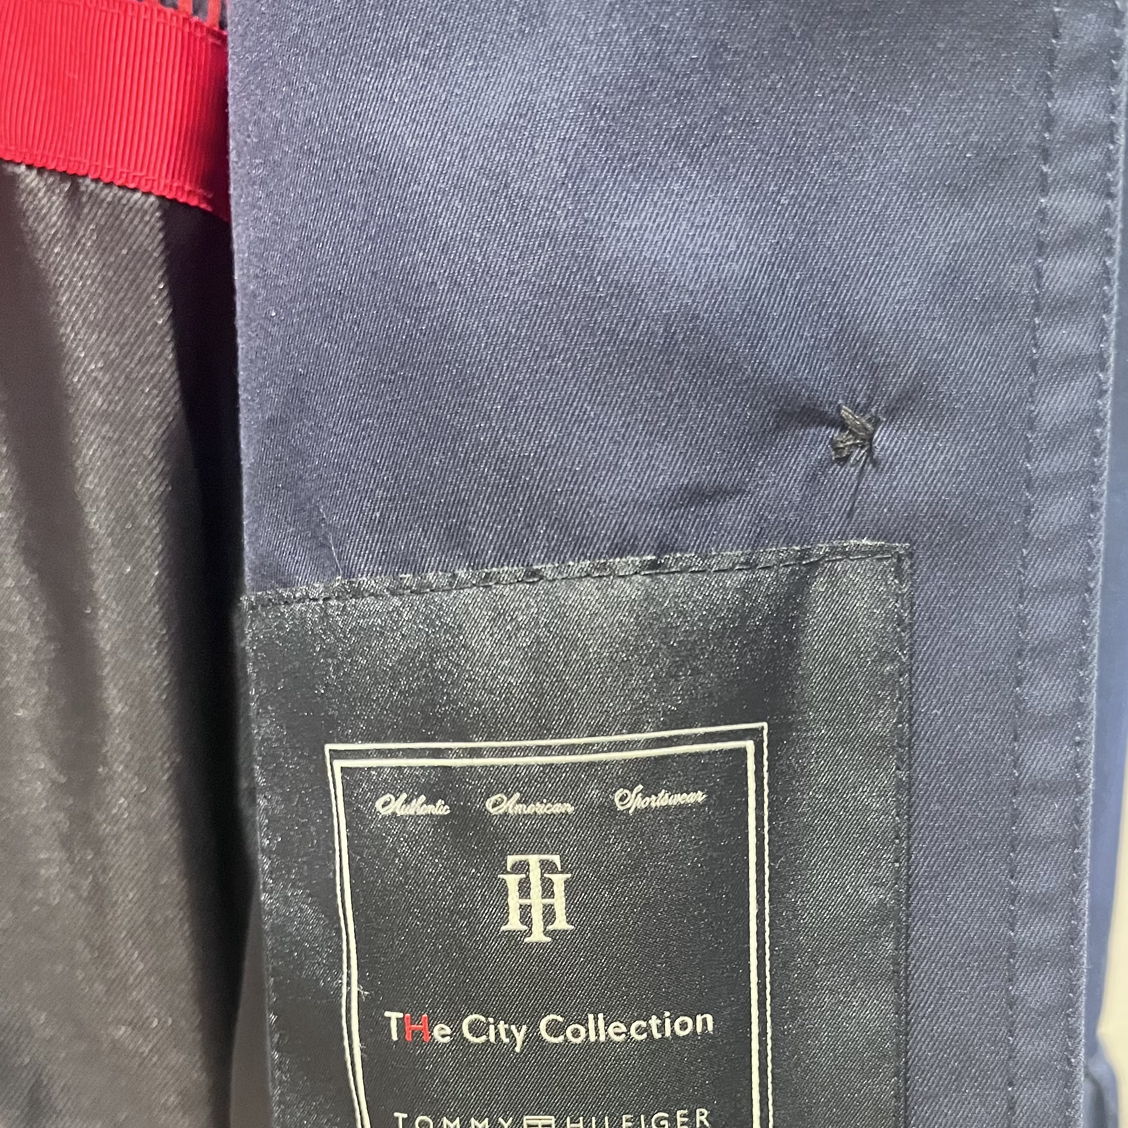 Authentic American Sportswear
TH
THe City Collection
TOMMY HILFIGER